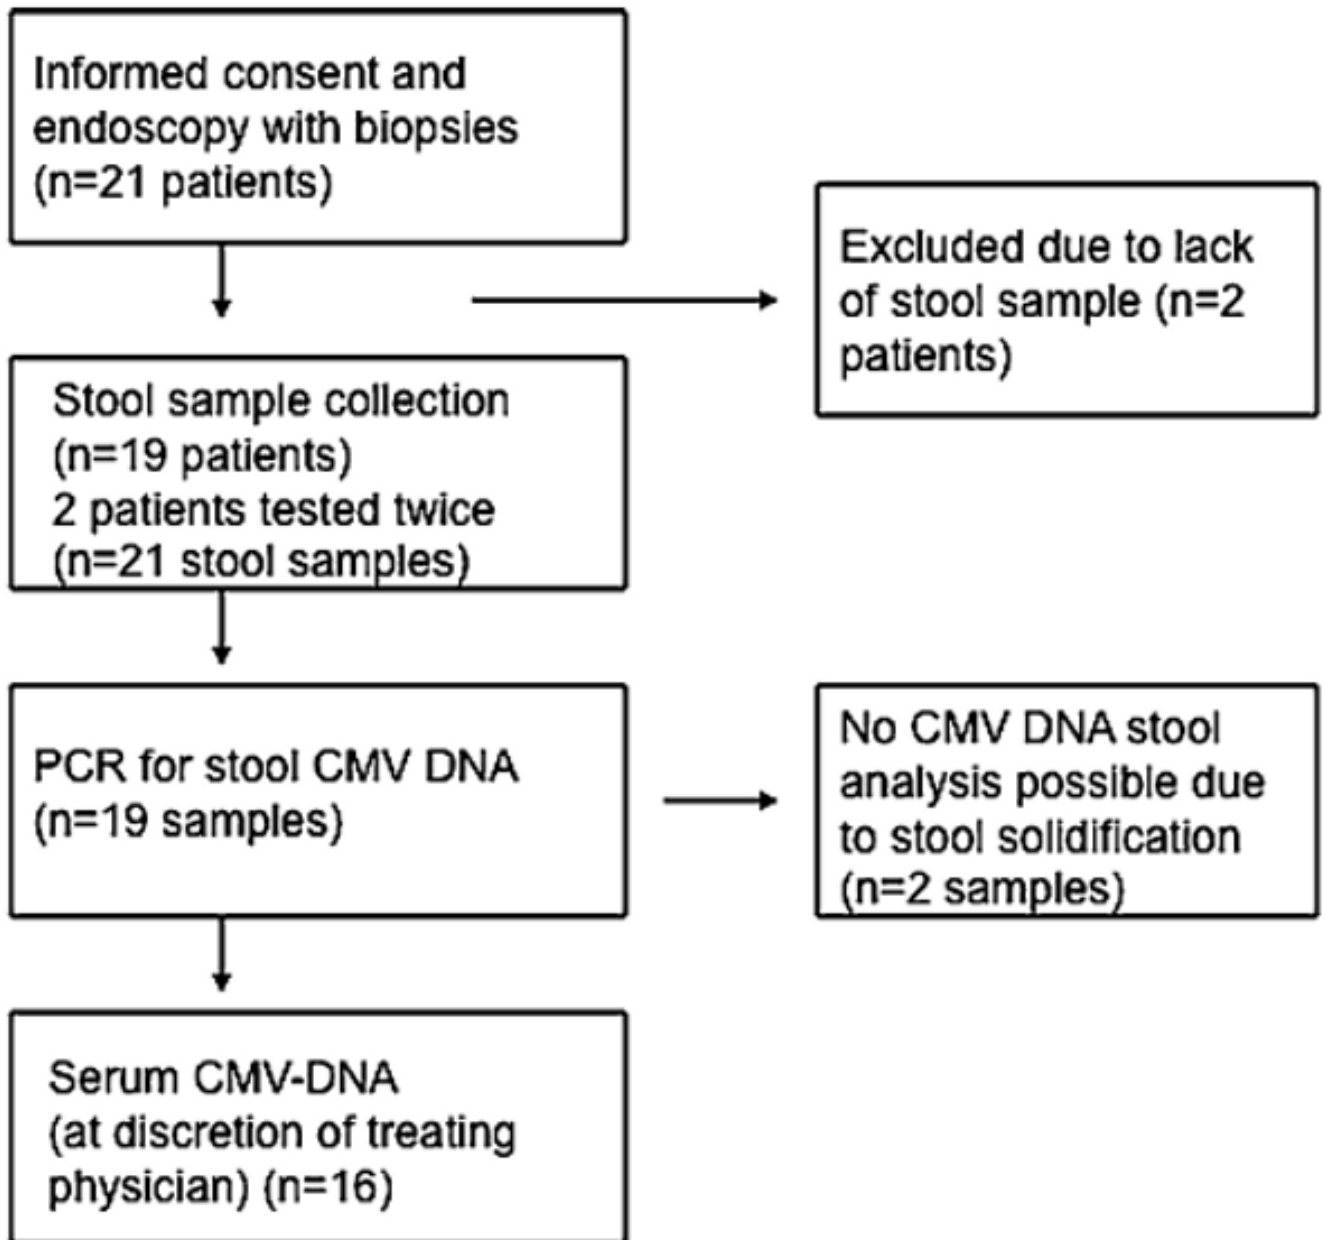 Informed consent and
endoscopy with biopsies
(n=21 patients)
Excluded due to lack
of stool sample (n=2
patients)
Stool sample collection
(n=19 patients)
2 patients tested twice
(n=21 stool samples)
PCR for stool CMV DNA
(n=19 samples)
No CMV DNA stool
analysis possible due
to stool solidification
(n=2 samples)
Serum CMV-DNA
(at discretion of treating
physician) (n=16)